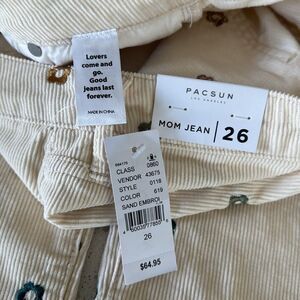 Lovers
come and
go.
Good
jeans last
forever.
MADE IN CHINA
PACSUN
LOS ANGELES
MOM JEAN | 26
CLASS 0860
VENDOR 43675
STYLE 0118
COLOR 619
SAND EMBROI
26
$64.95